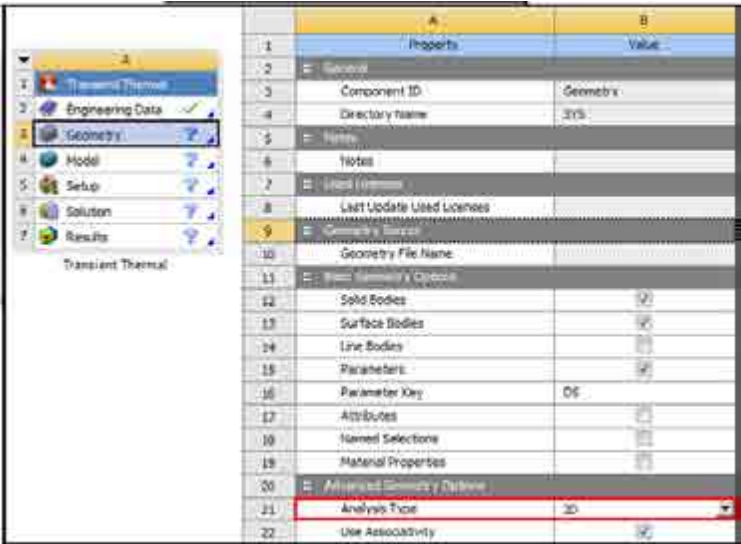 A
1 Transient Thermal
2 Engineering Data
3 Geometry
4 Model
5 Setup
6 Solution
7 Results
Transient Thermal
A B
1 Property Value
2 General
3 Component ID Geometry
4 Directory Name SYS
5 Notes
6 Notes
7 Used Licenses
8 Last Update Used Licenses
9 Geometry Source
10 Geometry File Name
11 Basic Geometry Options
12 Solid Bodies
13 Surface Bodies
14 Line Bodies
15 Parameters
16 Parameter Key DS
17 Attributes
18 Named Selections
19 Material Properties
20 Advanced Geometry Options
21 Analysis Type
22 Use Associativity